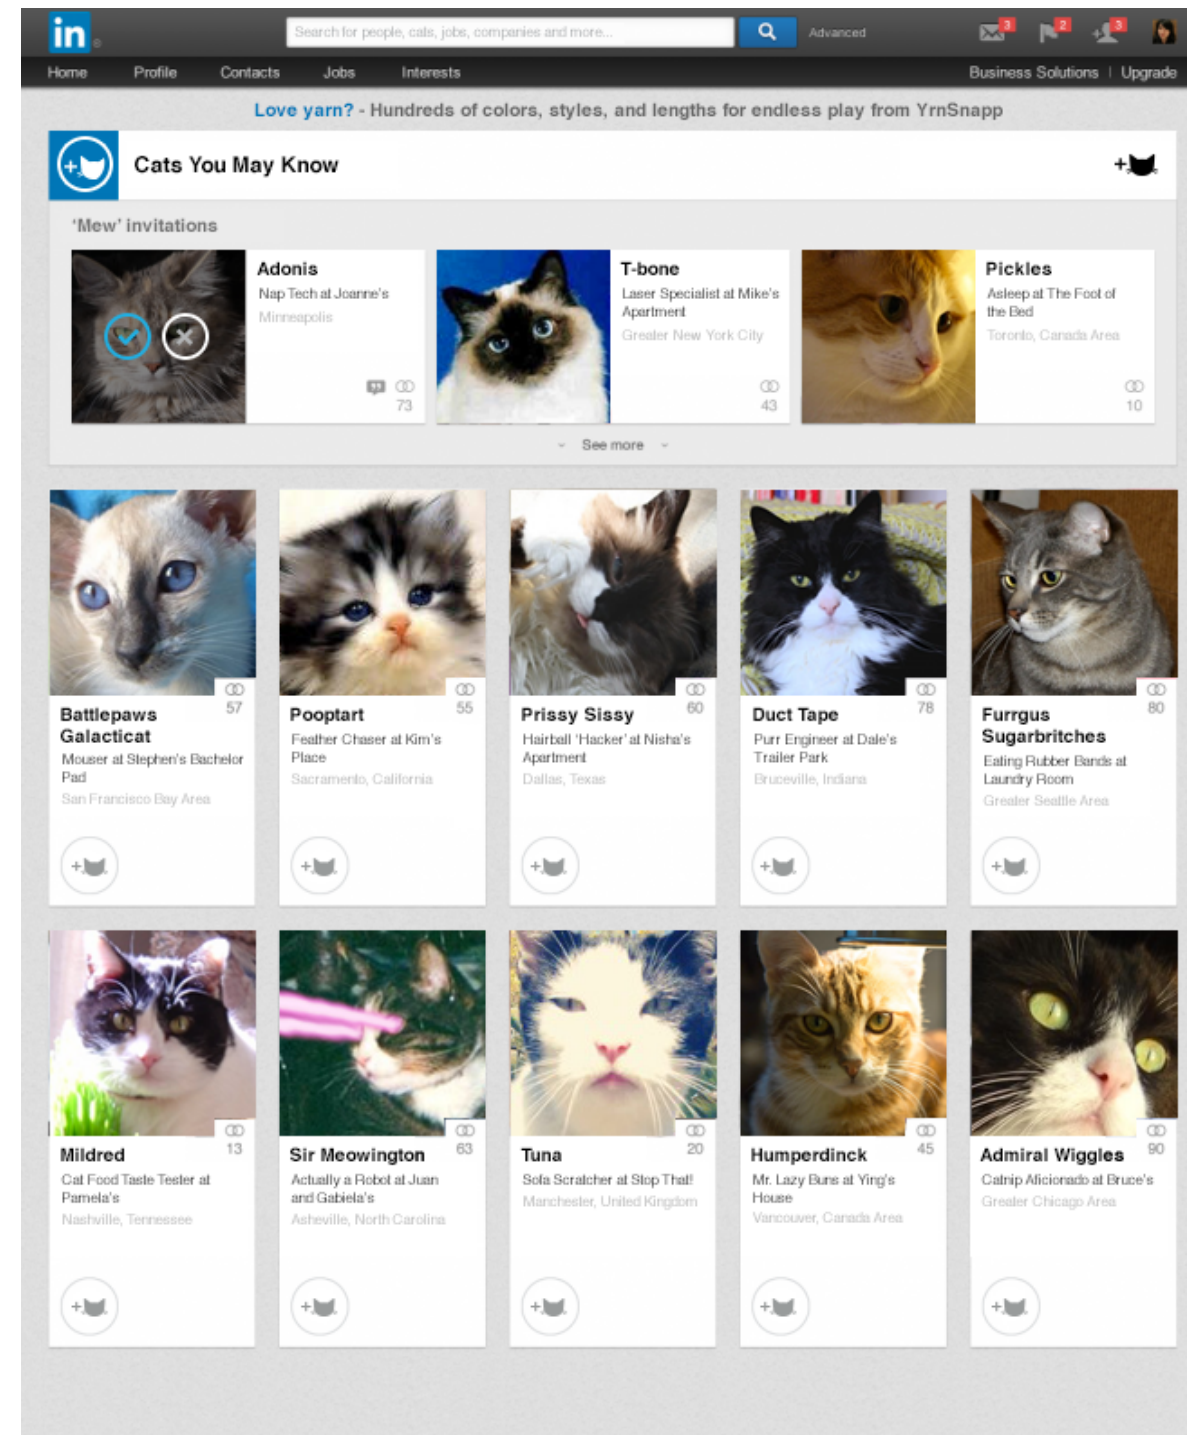 in
Search for people, cats, jobs, companies and more...
Advanced
3
2
3
Home Profile Contacts Jobs Interests
Business Solutions | Upgrade
Love yarn? - Hundreds of colors, styles, and lengths for endless play from YrnSnapp
Cats You May Know
'Mew' invitations
Adonis
Nap Tech at Joanne's
Minneapolis
73
T-bone
Laser Specialist at Mike's
Apartment
Greater New York City
43
Pickles
Asleep at The Foot of
the Bed
Toronto, Canada Area
10
See more
57
Battlepaws
Galacticat
Mouser at Stephen's Bachelor
Pad
San Francisco Bay Area
55
Pooptart
Feather Chaser at Kim's
Place
Sacramento, California
60
Prissy Sissy
Hairball 'Hacker' at Nisha's
Apartment
Dallas, Texas
78
Duct Tape
Purr Engineer at Dale's
Trailer Park
Bruceville, Indiana
80
Furrgus
Sugarbritches
Eating Rubber Bands at
Laundry Room
Greater Seattle Area
13
Mildred
Cat Food Taste Tester at
Pamela's
Nashville, Tennessee
63
Sir Meowington
Actually a Robot at Juan
and Gabiela's
Asheville, North Carolina
20
Tuna
Sofa Scratcher at Stop That!
Manchester, United Kingdom
45
Humperdinck
Mr. Lazy Buns at Ying's
House
Vancouver, Canada Area
90
Admiral Wiggles
Catnip Aficionado at Bruce's
Greater Chicago Area